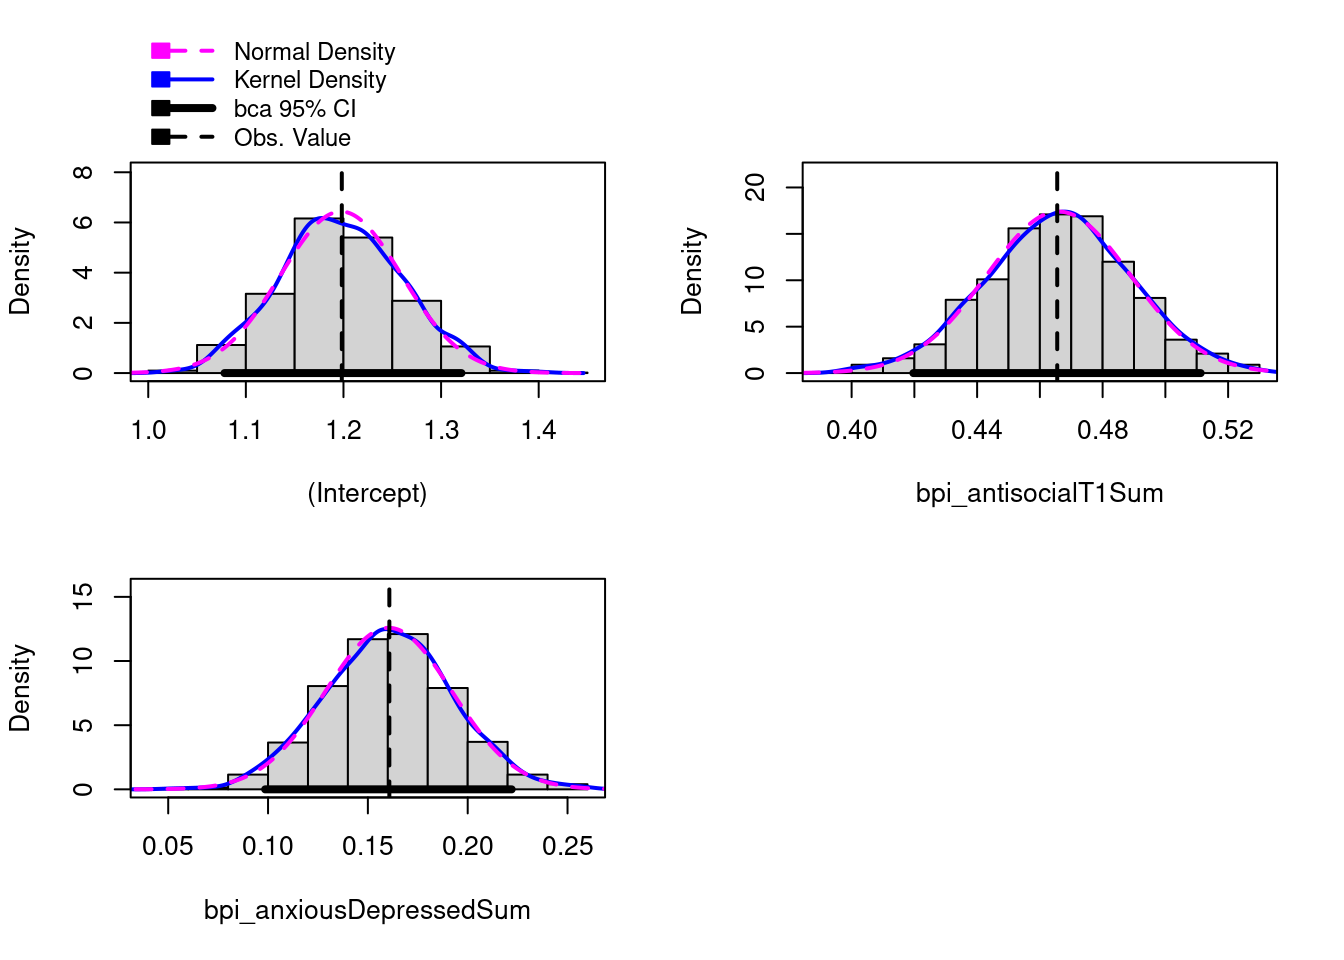 Normal Density
Kernel Density
bca 95% CI
Obs. Value
Density
0 2 4 6 8
1.0 1.1 1.2 1.3 1.4
(Intercept)
Density
0 5 10 20
0.40 0.44 0.48 0.52
bpi_antisocialT1Sum
Density
0 5 10 15
0.05 0.10 0.15 0.20 0.25
bpi_anxiousDepressedSum